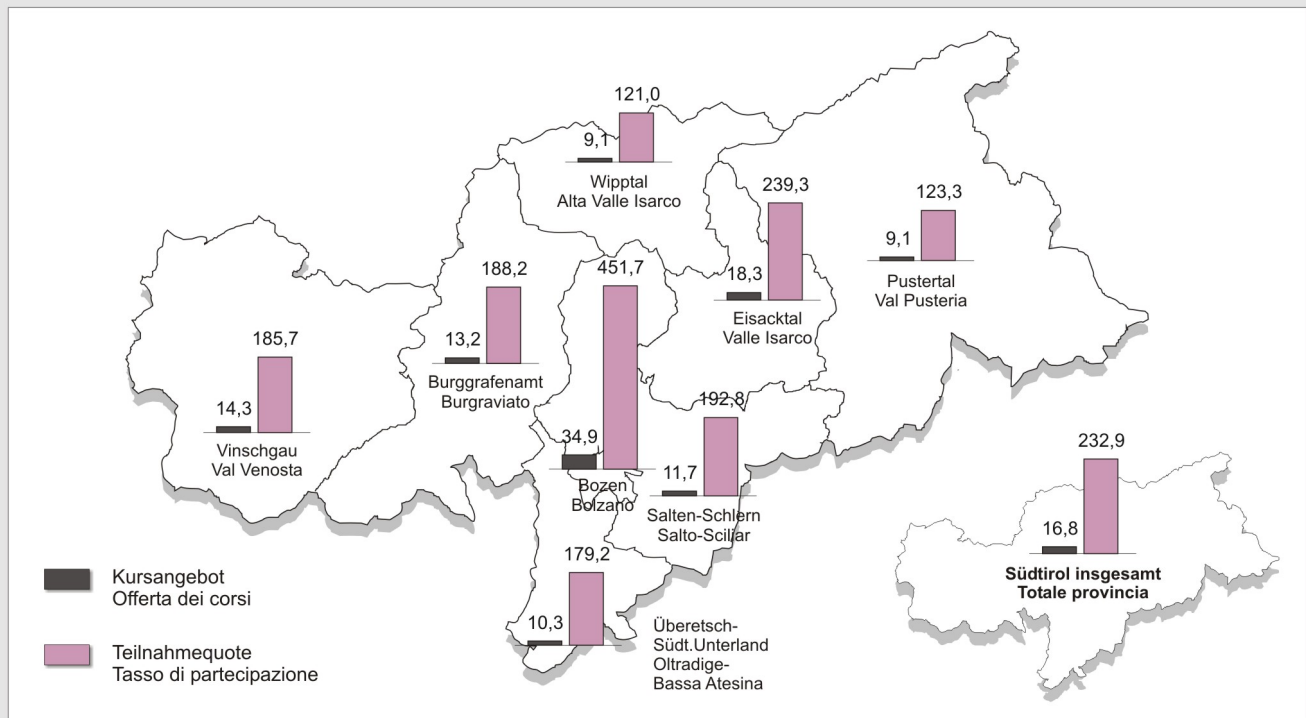 121,0
9,1
Wipptal
Alta Valle Isarco
239,3
18,3
Eisacktal
Valle Isarco
123,3
9,1
Pustertal
Val Pusteria
188,2
13,2
Burggrafenamt
Burgraviato
451,7
34,9
Bozen
Bolzano
185,7
14,3
Vinschgau
Val Venosta
192,8
11,7
Salten-Schlern
Salto-Sciliar
179,2
10,3
Überetsch-
Südt.Unterland
Oltradige-
Bassa Atesina
232,9
16,8
Südtirol insgesamt
Totale provincia
Kursangebot
Offerta dei corsi
Teilnahmequote
Tasso di partecipazione